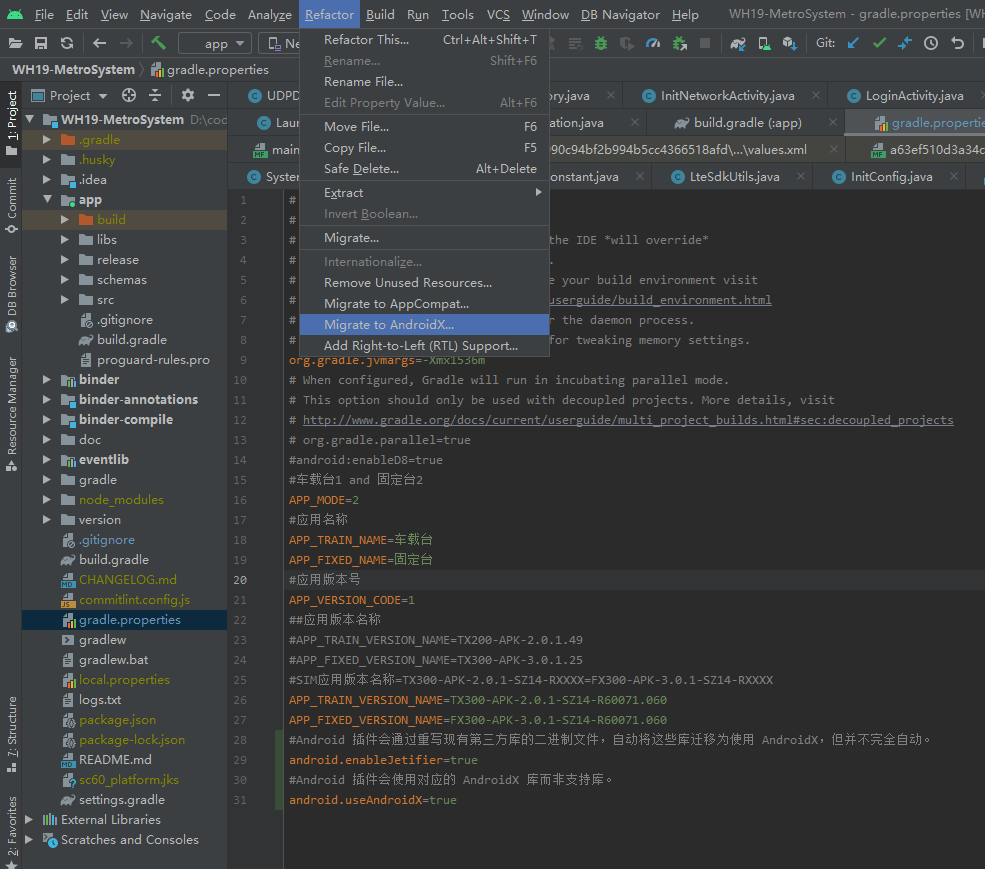 File Edit View Navigate Code Analyze Refactor Build Run Tools VCS Window DB Navigator Help WH19-MetroSystem - gradle.properties [WH
app
Ne
Git:
WH19-MetroSystem
gradle.properties
1: Project
Commit
DB Browser
Resource Manager
7: Structure
2: Favorites
Project
WH19-MetroSystem D:\coc
.gradle
.husky
.idea
app
build
libs
release
schemas
src
.gitignore
build.gradle
proguard-rules.pro
binder
binder-annotations
binder-compile
doc
eventlib
gradle
node_modules
version
.gitignore
build.gradle
CHANGELOG.md
commitlint.config.js
gradle.properties
gradlew
gradlew.bat
local.properties
logs.txt
package.json
package-lock.json
README.md
sc60_platform.jks
settings.gradle
External Libraries
Scratches and Consoles
Refactor This... Ctrl+Alt+Shift+T
Rename... Shift+F6
Rename File...
Edit Property Value... Alt+F6
Move File... F6
Copy File... F5
Safe Delete... Alt+Delete
Extract
Invert Boolean...
Migrate...
Internationalize...
Remove Unused Resources...
Migrate to AppCompat...
Migrate to AndroidX...
Add Right-to-Left (RTL) Support...
UDPD
ory.java
InitNetworkActivity.java
LoginActivity.java
Laun
ation.java
build.gradle (:app)
gradle.propertie
main
90c94bf2b994b5cc4366518afd\...\values.xml
a63ef510d3a34c
System
onstant.java
LteSdkUtils.java
InitConfig.java
1 #
2 #
3 # the IDE *will override*
4 # .
5 # e your build environment visit
6 # userguide/build_environment.html
7 # r the daemon process.
8 # for tweaking memory settings.
9 org.gradle.jvmargs=-Xmx1536m
10 # When configured, Gradle will run in incubating parallel mode.
11 # This option should only be used with decoupled projects. More details, visit
12 # http://www.gradle.org/docs/current/userguide/multi_project_builds.html#sec:decoupled_projects
13 # org.gradle.parallel=true
14 #android:enableD8=true
15 #车载台1 and 固定台2
16 APP_MODE=2
17 #应用名称
18 APP_TRAIN_NAME=车载台
19 APP_FIXED_NAME=固定台
20 #应用版本号
21 APP_VERSION_CODE=1
22 ##应用版本名称
23 #APP_TRAIN_VERSION_NAME=TX200-APK-2.0.1.49
24 #APP_FIXED_VERSION_NAME=TX300-APK-3.0.1.25
25 #SIM应用版本名称=TX300-APK-2.0.1-SZ14-RXXXX=FX300-APK-3.0.1-SZ14-RXXXX
26 APP_TRAIN_VERSION_NAME=TX300-APK-2.0.1-SZ14-R60071.060
27 APP_FIXED_VERSION_NAME=FX300-APK-3.0.1-SZ14-R60071.060
28 #Android 插件会通过重写现有第三方库的二进制文件，自动将这些库迁移为使用 AndroidX，但并不完全自动。
29 android.enableJetifier=true
30 #Android 插件会使用对应的 AndroidX 库而非支持库。
31 android.useAndroidX=true